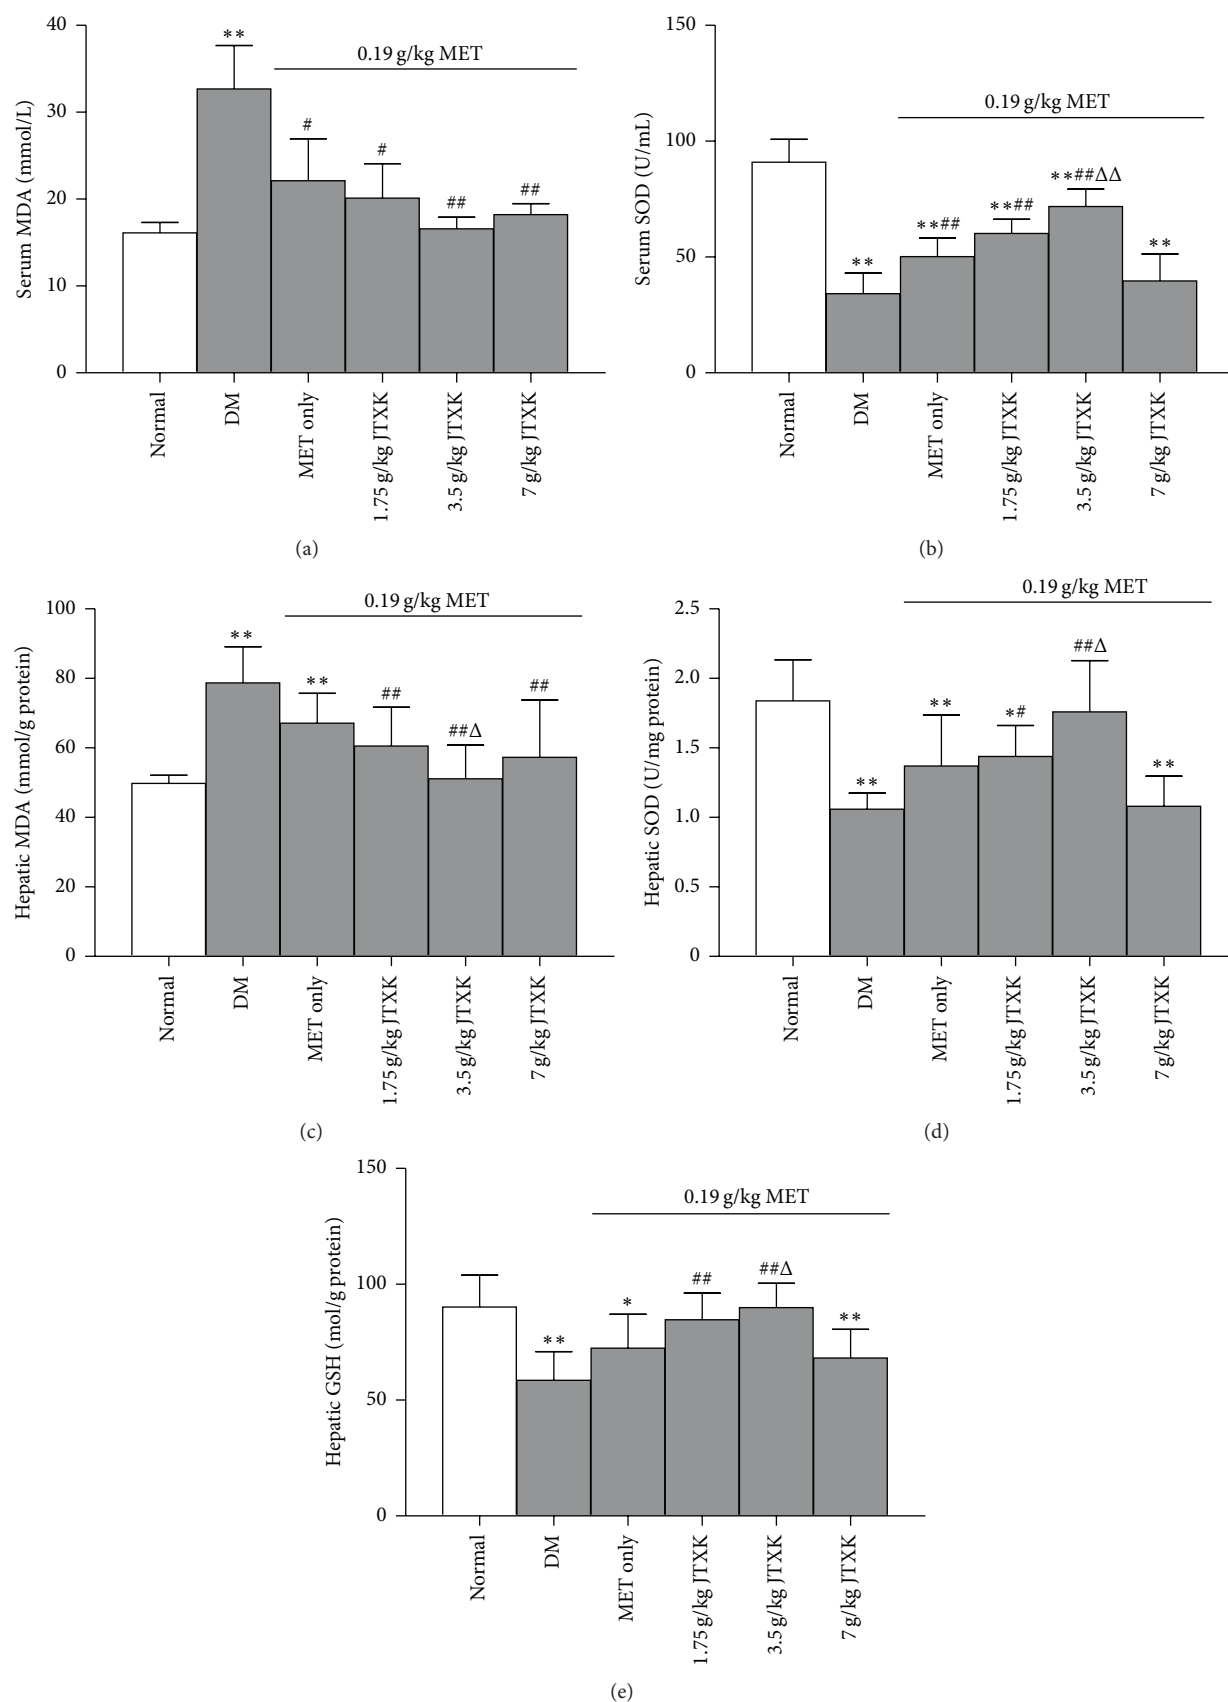 40
30
20
10
0
Serum MDA (mmol/L)
**
#
#
##
##
0.19 g/kg MET
Normal
DM
MET only
1.75 g/kg JTXK
3.5 g/kg JTXK
7 g/kg JTXK
(a)
150
100
50
0
Serum SOD (U/mL)
**
**##
**##
**##ΔΔ
**
0.19 g/kg MET
Normal
DM
MET only
1.75 g/kg JTXK
3.5 g/kg JTXK
7 g/kg JTXK
(b)
100
80
60
40
20
0
Hepatic MDA (mmol/g protein)
**
**
##
##Δ
##
0.19 g/kg MET
Normal
DM
MET only
1.75 g/kg JTXK
3.5 g/kg JTXK
7 g/kg JTXK
(c)
2.5
2.0
1.5
1.0
0.5
0
Hepatic SOD (U/mg protein)
**
**
*#
##Δ
**
0.19 g/kg MET
Normal
DM
MET only
1.75 g/kg JTXK
3.5 g/kg JTXK
7 g/kg JTXK
(d)
150
100
50
0
Hepatic GSH (mol/g protein)
**
*
##
##Δ
**
0.19 g/kg MET
Normal
DM
MET only
1.75 g/kg JTXK
3.5 g/kg JTXK
7 g/kg JTXK
(e)